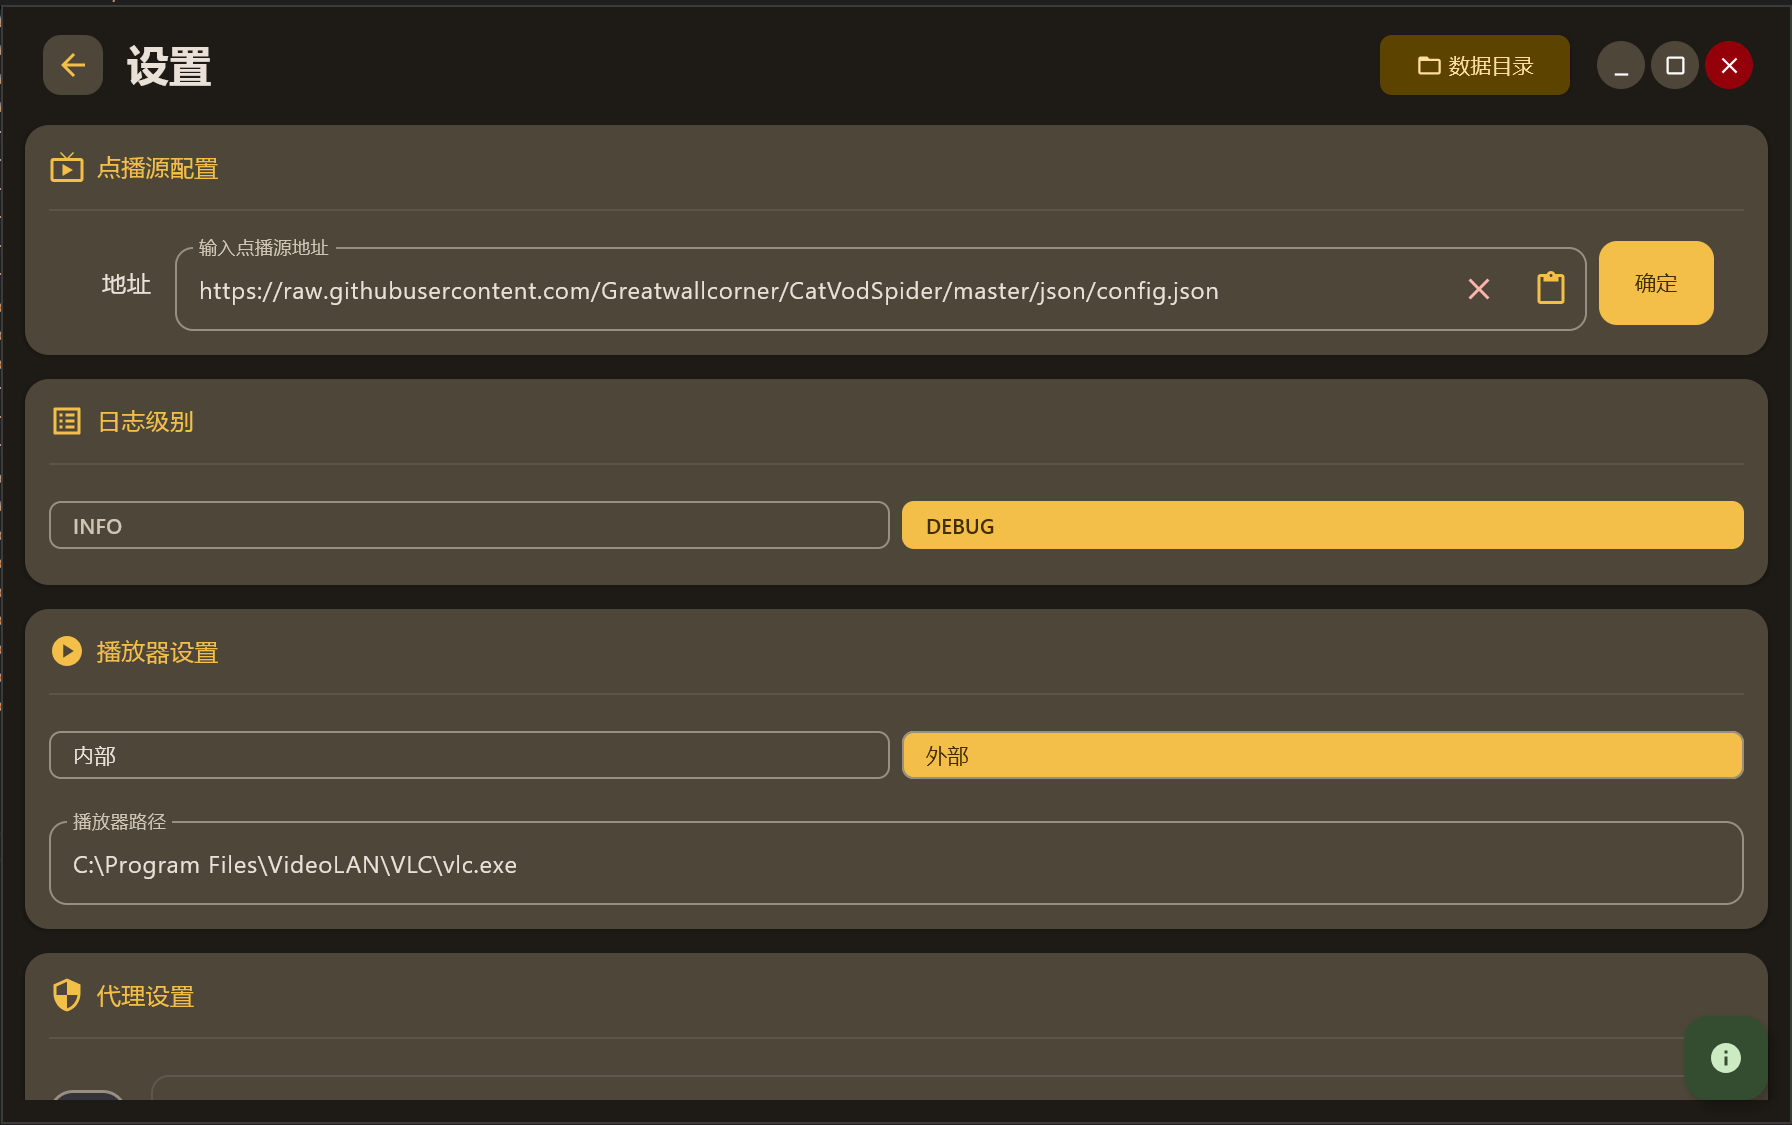 设置
数据目录
点播源配置
输入点播源地址
地址
https://raw.githubusercontent.com/Greatwallcorner/CatVodSpider/master/json/config.json
确定
日志级别
INFO
DEBUG
播放器设置
内部
外部
播放器路径
C:\Program Files\VideoLAN\VLC\vlc.exe
代理设置